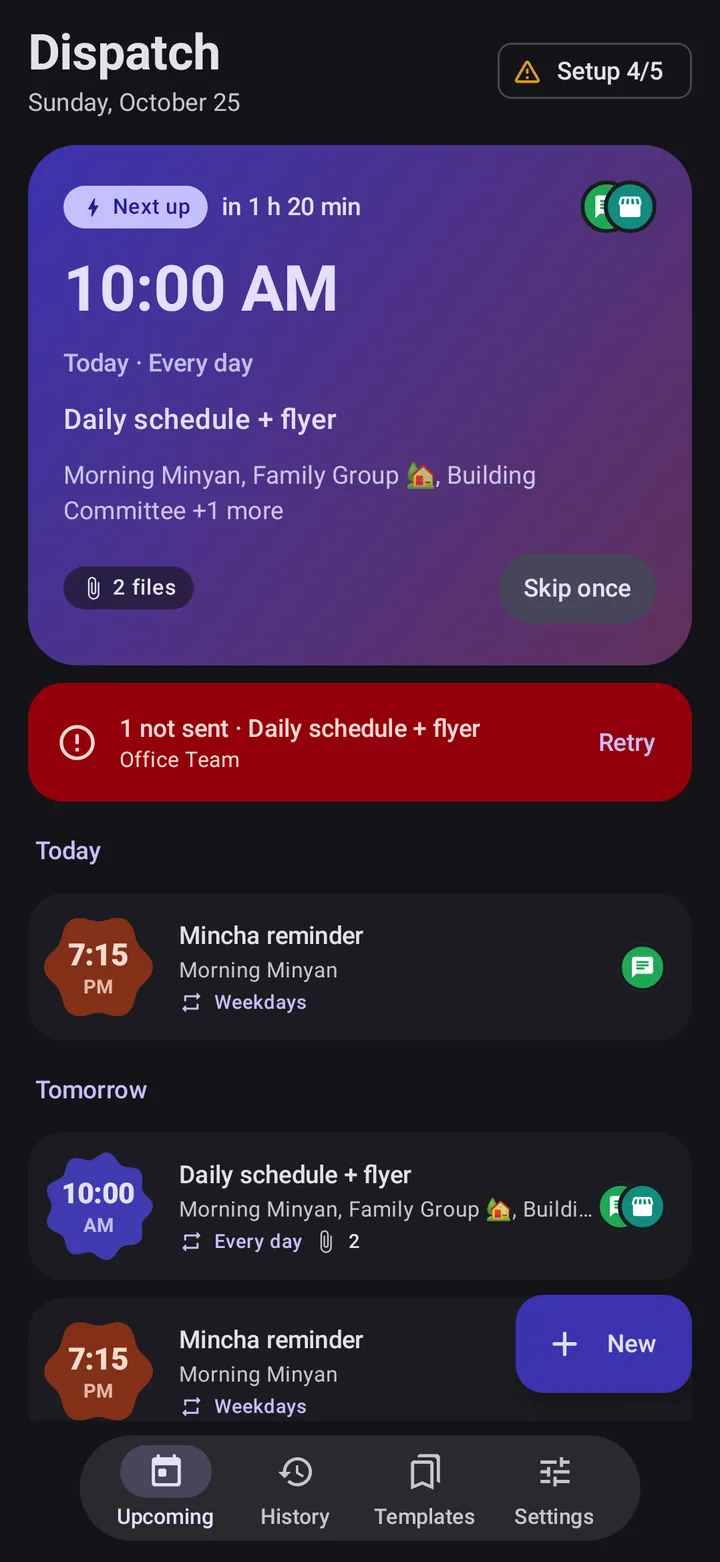 Dispatch
Sunday, October 25
Setup 4/5
Next up
in 1 h 20 min
10:00 AM
Today · Every day
Daily schedule + flyer
Morning Minyan, Family Group 🏡, Building
Committee +1 more
2 files
Skip once
1 not sent · Daily schedule + flyer
Office Team
Retry
Today
7:15
PM
Mincha reminder
Morning Minyan
Weekdays
Tomorrow
10:00
AM
Daily schedule + flyer
Morning Minyan, Family Group 🏡, Buildi...
Every day
2
7:15
PM
Mincha reminder
Morning Minyan
Weekdays
New
Upcoming
History
Templates
Settings